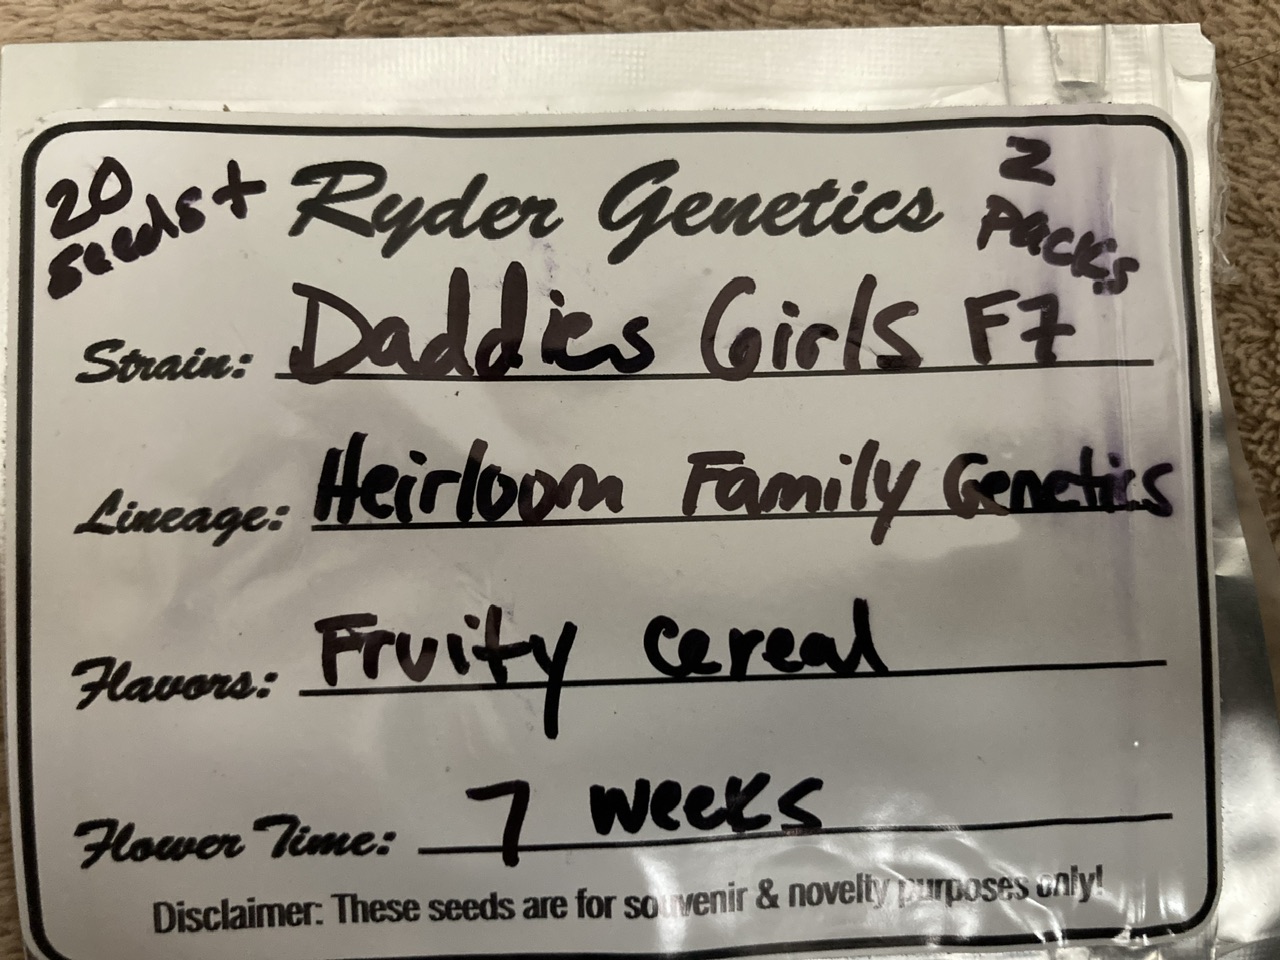 20 seeds+
Ryder Genetics
2 Packs
Strain: Daddies Girls F7
Lineage: Heirloom Family Genetics
Flavors: Fruity cereal
Flower Time: 7 weeks
Disclaimer: These seeds are for souvenir & novelty purposes only!